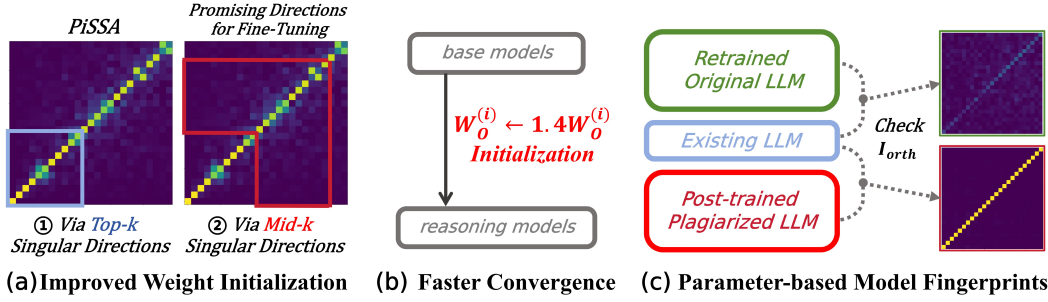 PiSSA
Promising Directions
for Fine-Tuning
① Via Top-k
Singular Directions
② Via Mid-k
Singular Directions
(a) Improved Weight Initialization
base models
W_O^{(i)} ← 1.4W_O^{(i)}
Initialization
reasoning models
(b) Faster Convergence
Retrained
Original LLM
Existing LLM
Post-trained
Plagiarized LLM
Check
I_{orth}
(c) Parameter-based Model Fingerprints